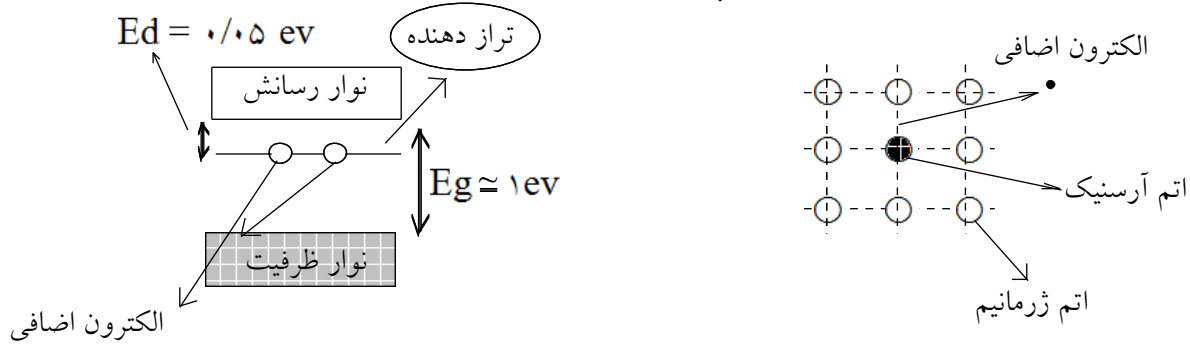 Ed = ۰/۰۵ ev
تراز دهنده
نوار رسانش
Eg ≃ ۱ev
نوار ظرفیت
الکترون اضافی
الکترون اضافی
اتم آرسنیک
اتم ژرمانیم